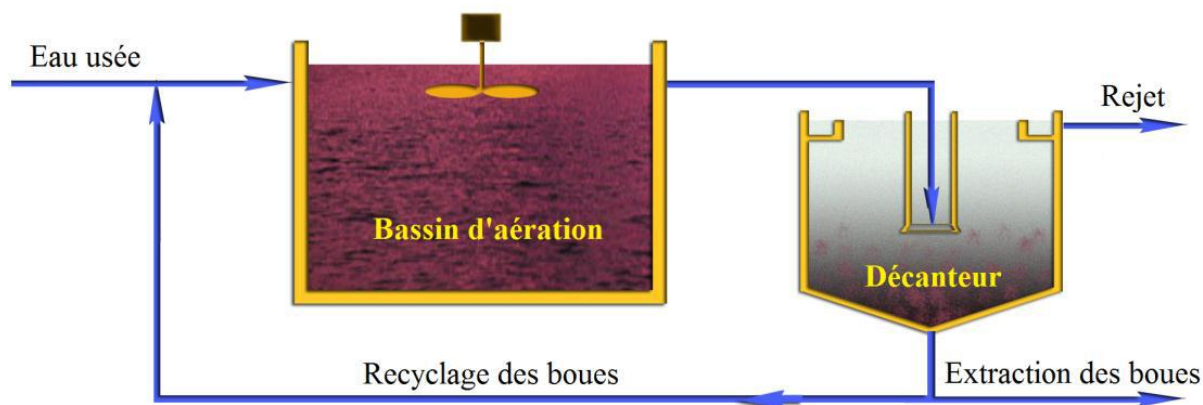 Eau usée
Rejet
Bassin d'aération
Décanteur
Recyclage des boues
Extraction des boues